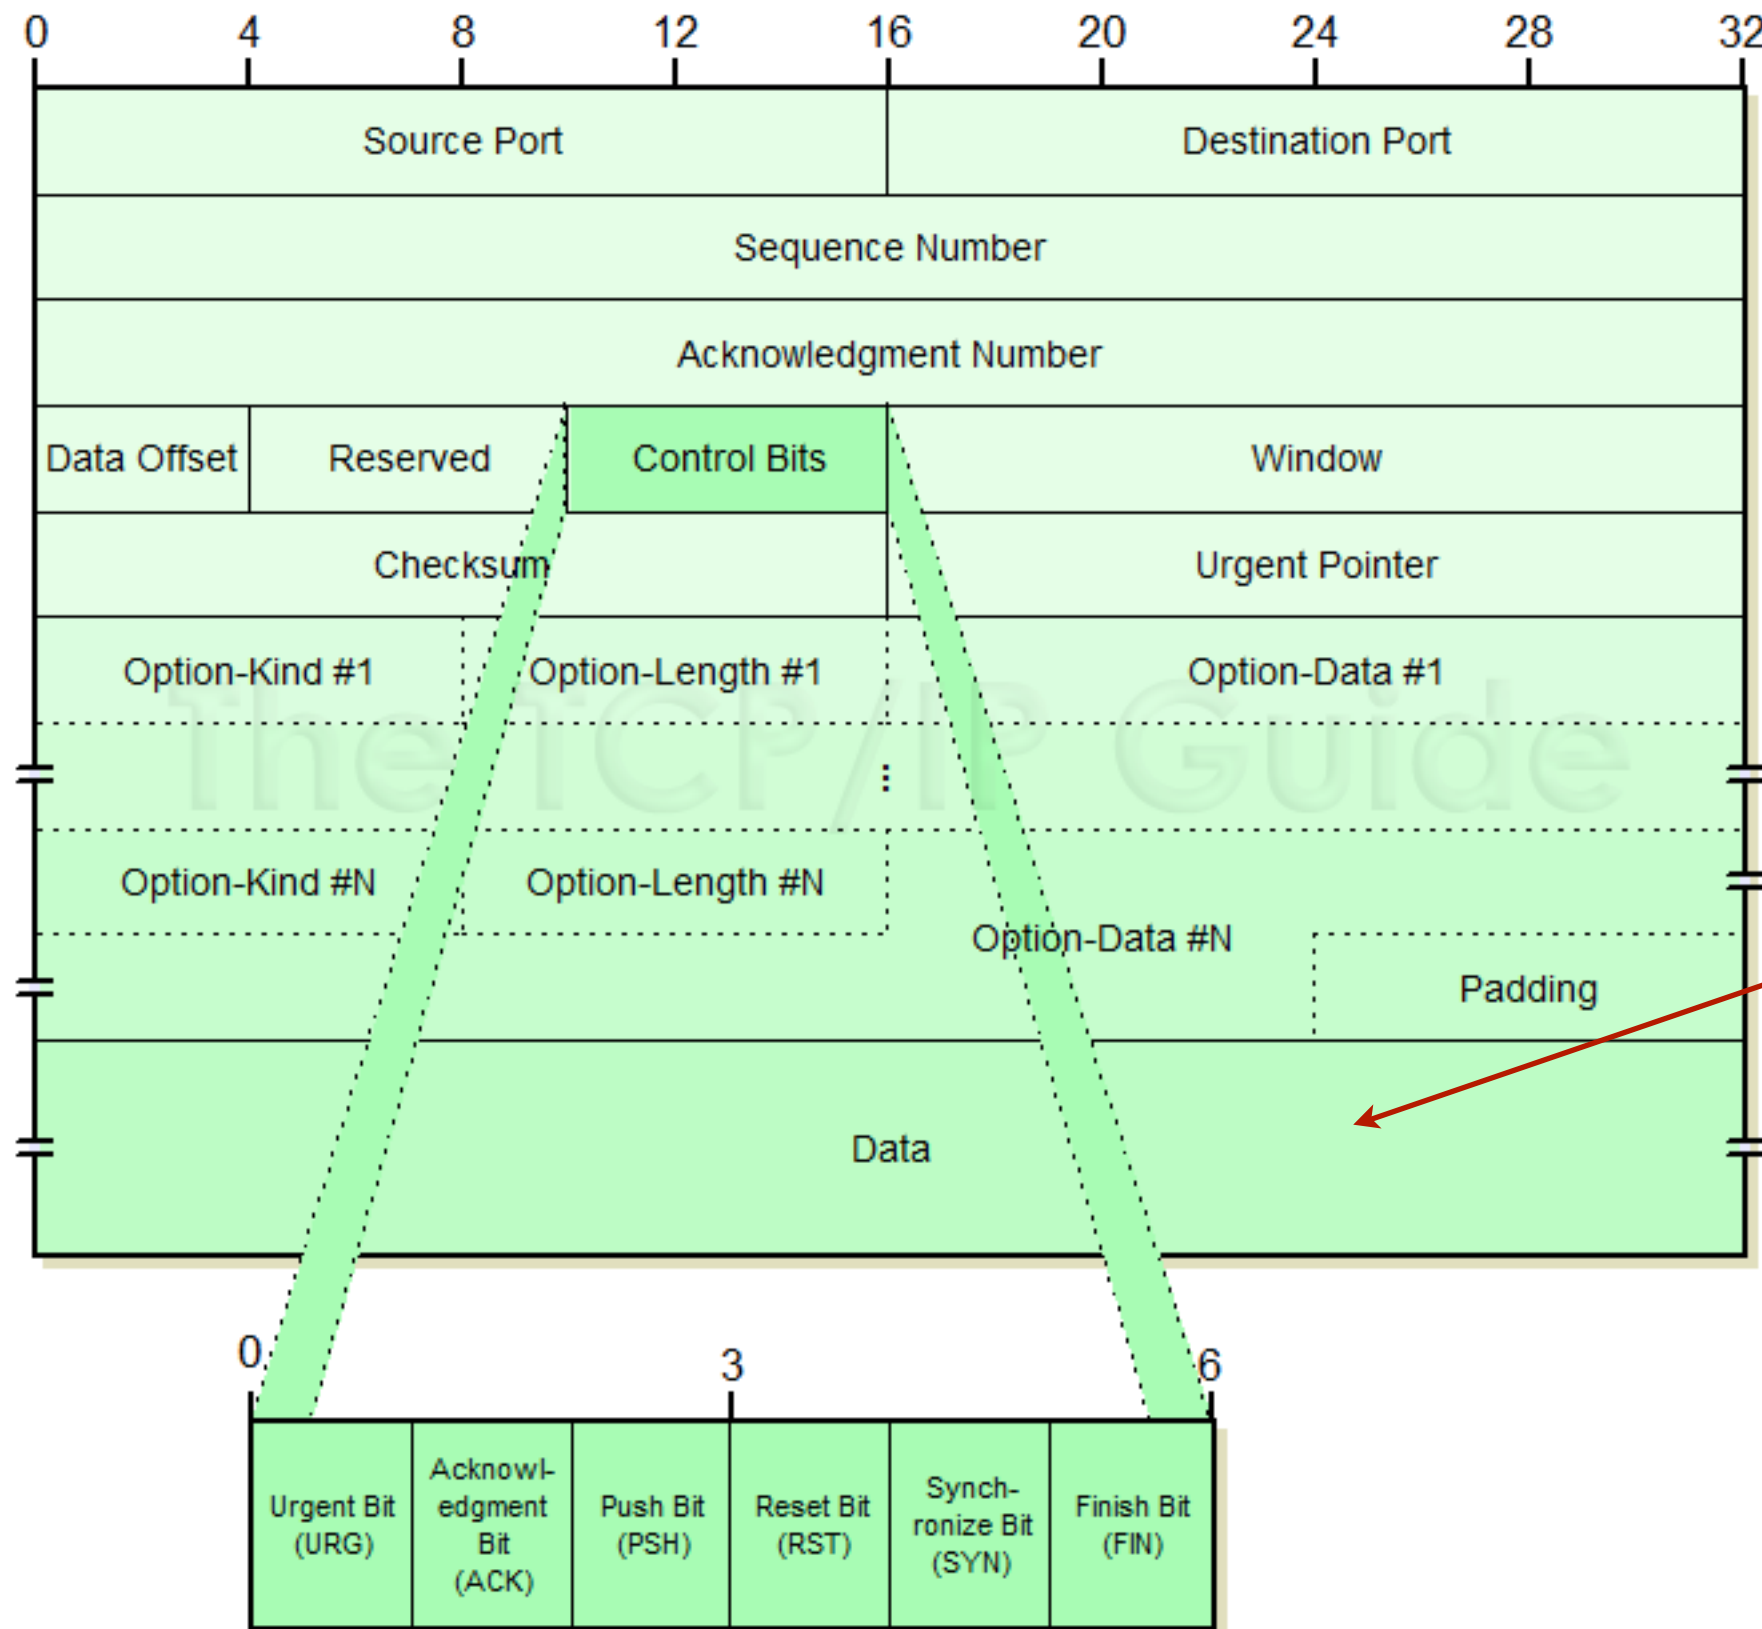 0 4 8 12 16 20 24 28 32
Source Port Destination Port
Sequence Number
Acknowledgment Number
Data Offset Reserved Control Bits Window
Checksum Urgent Pointer
Option-Kind #1 Option-Length #1 Option-Data #1
The TCP/IP Guide
...
Option-Kind #N Option-Length #N
Option-Data #N
Padding
Data
0 3 6
Urgent Bit
(URG)
Acknowl-
edgment
Bit
(ACK)
Push Bit
(PSH)
Reset Bit
(RST)
Synch-
ronize Bit
(SYN)
Finish Bit
(FIN)